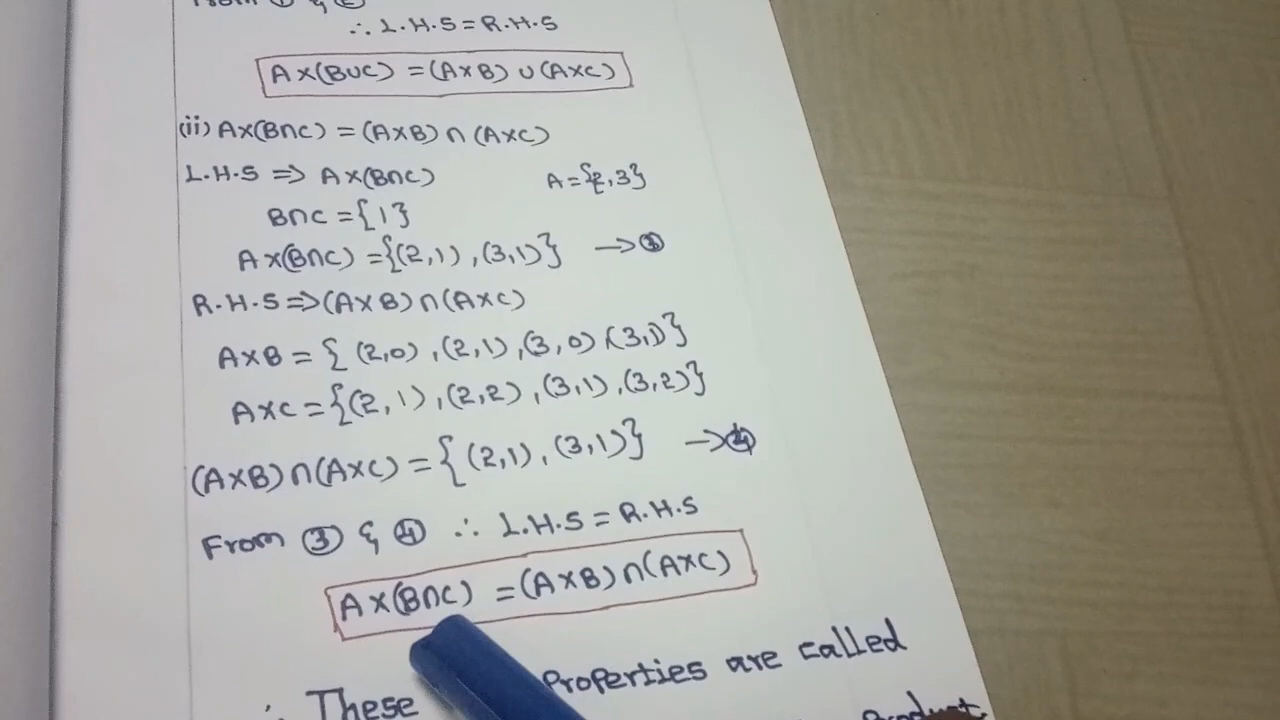 ∴ L.H.S = R.H.S
A×(B∪C) = (A×B) ∪ (A×C)
(ii) A×(B∩C) = (A×B) ∩ (A×C)
L.H.S ⇒ A×(B∩C) A = {2,3}
B∩C = {1}
A×(B∩C) = {(2,1), (3,1)} → ③
R.H.S ⇒ (A×B) ∩ (A×C)
A×B = { (2,0), (2,1), (3,0), (3,1)}
A×C = {(2,1), (2,2), (3,1), (3,2)}
(A×B) ∩ (A×C) = {(2,1), (3,1)} → ④
From ③ & ④ ∴ L.H.S = R.H.S
A×(B∩C) = (A×B) ∩ (A×C)
∴ These Properties are called
Product